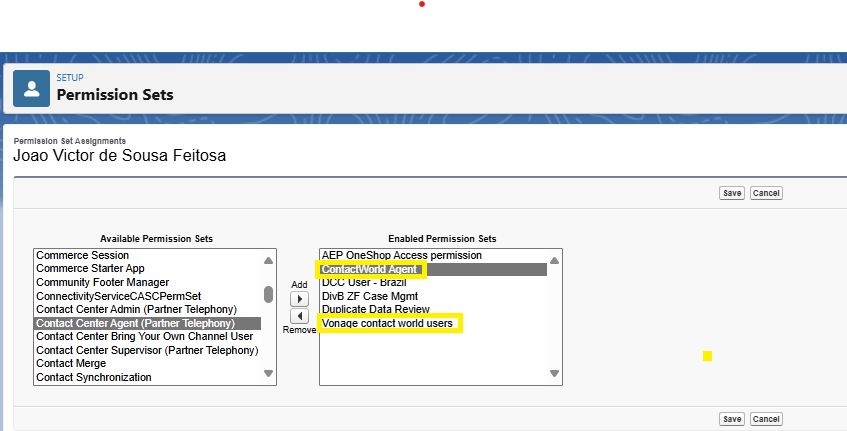 SETUP
Permission Sets
Permission Set Assignments
Joao Victor de Sousa Feitosa
Save Cancel
Available Permission Sets
Commerce Session
Commerce Starter App
Community Footer Manager
ConnectivityServiceCASCPermSet
Contact Center Admin (Partner Telephony)
Contact Center Agent (Partner Telephony)
Contact Center Bring Your Own Channel User
Contact Center Supervisor (Partner Telephony)
Contact Merge
Contact Synchronization
Add
Remove
Enabled Permission Sets
AEP OneShop Access permission
ContactWorld Agent
DCC User - Brazil
DivB ZF Case Mgmt
Duplicate Data Review
Vonage contact world users
Save Cancel